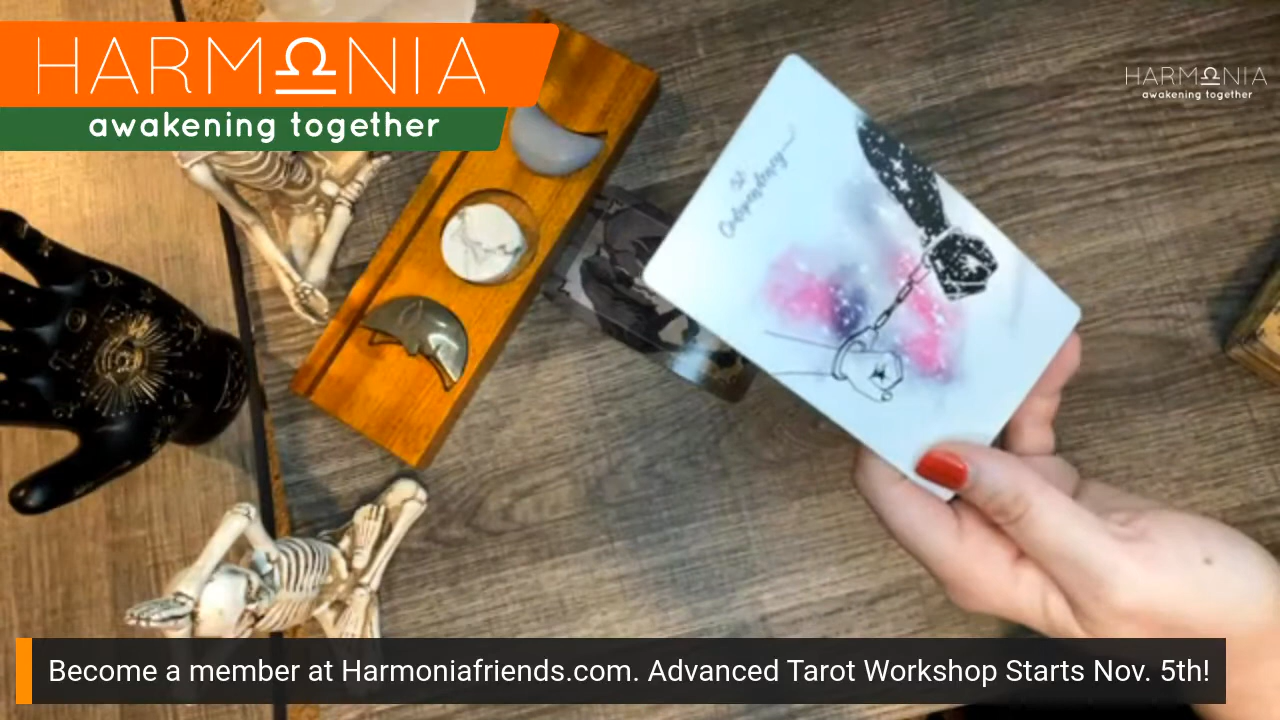 HARMΩNIA
awakening together
HARMΩNIA
awakening together
Become a member at Harmoniafriends.com. Advanced Tarot Workshop Starts Nov. 5th!